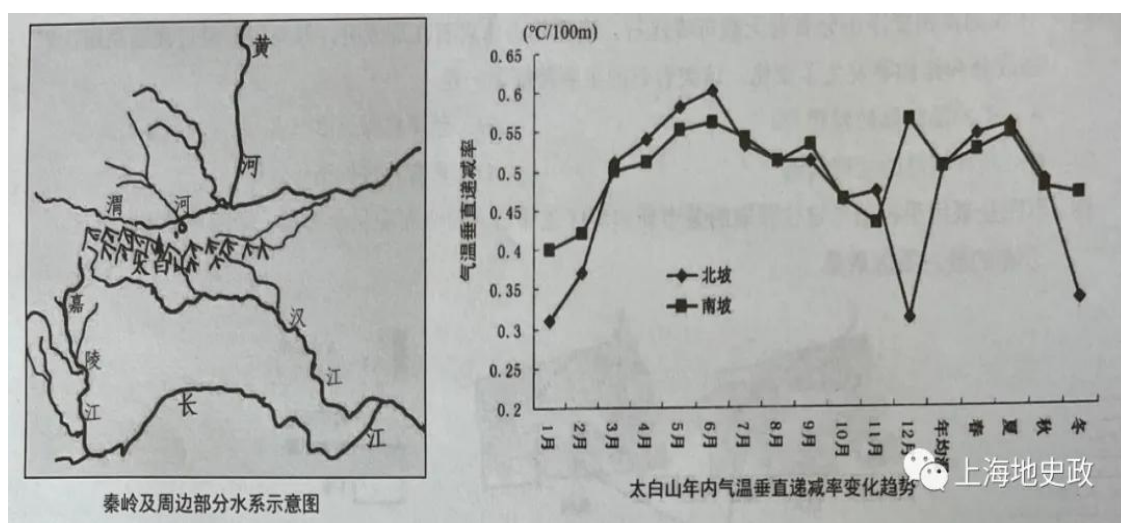 黄
河
渭 河
太白山
嘉
陵
江
汉
江
长
江
秦岭及周边部分水系示意图
(℃/100m)
气温垂直递减率
0.65
0.6
0.55
0.5
0.45
0.4
0.35
0.3
0.25
0.2
北坡
南坡
1月
2月
3月
4月
5月
6月
7月
8月
9月
10月
11月
12月
年均
春
夏
秋
冬
太白山年内气温垂直递减率变化趋势
上海地史政